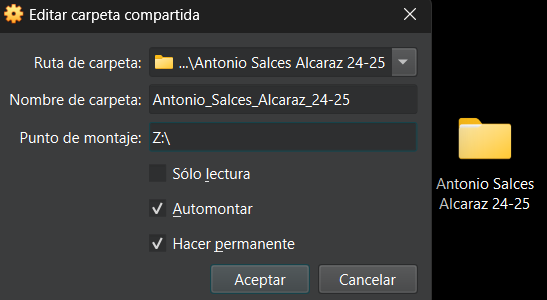 Editar carpeta compartida
Ruta de carpeta: ...\Antonio Salces Alcaraz 24-25
Nombre de carpeta: Antonio_Salces_Alcaraz_24-25
Punto de montaje: Z:\
Sólo lectura
Automontar
Hacer permanente
Aceptar Cancelar
Antonio Salces
Alcaraz 24-25